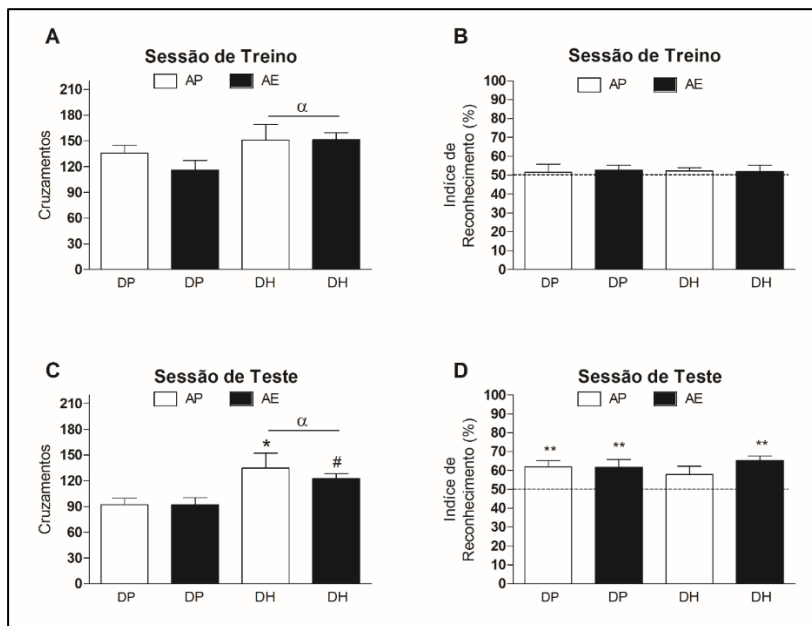 A
Sessão de Treino
AP AE
α
Cruzamentos
210
180
150
120
90
60
30
0
DP DP DH DH
B
Sessão de Treino
AP AE
Indíce de
Reconhecimento (%)
100
90
80
70
60
50
40
30
20
10
0
DP DP DH DH
C
Sessão de Teste
AP AE
α
* #
Cruzamentos
210
180
150
120
90
60
30
0
DP DP DH DH
D
Sessão de Teste
AP AE
** ** **
Indíce de
Reconhecimento (%)
100
90
80
70
60
50
40
30
20
10
0
DP DP DH DH